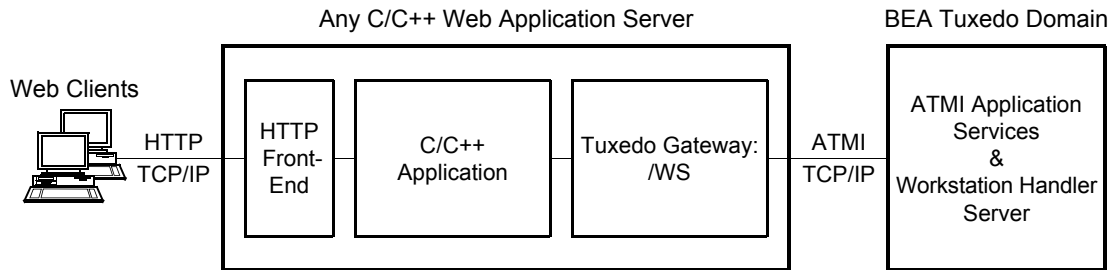 Any C/C++ Web Application Server
BEA Tuxedo Domain
Web Clients
HTTP
TCP/IP
HTTP
Front-
End
C/C++
Application
Tuxedo Gateway:
/WS
ATMI
TCP/IP
ATMI Application
Services
&
Workstation Handler
Server